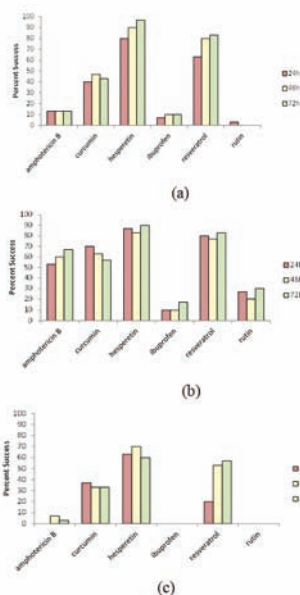 Percent Success
100
90
80
70
60
50
40
30
20
10
0
24h
48h
72h
amphotericin B
curcumin
hesperetin
ibuprofen
resveratrol
rutin
(a)
Percent Success
100
90
80
70
60
50
40
30
20
10
0
24h
48h
72h
amphotericin B
curcumin
hesperetin
ibuprofen
resveratrol
rutin
(b)
Percent Success
100
90
80
70
60
50
40
30
20
10
0
amphotericin B
curcumin
hesperetin
ibuprofen
resveratrol
rutin
(c)